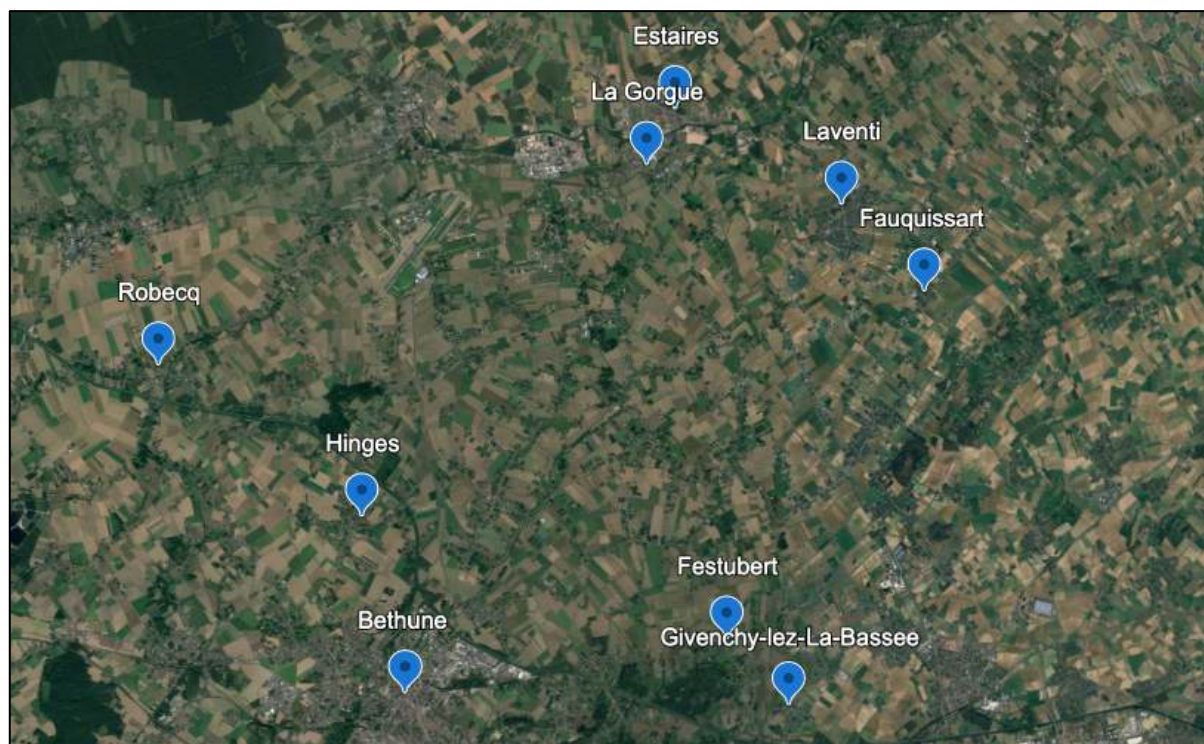 Estaires
La Gorgue
Laventi
Fauquissart
Robecq
Hinges
Festubert
Bethune
Givenchy-lez-La-Bassee